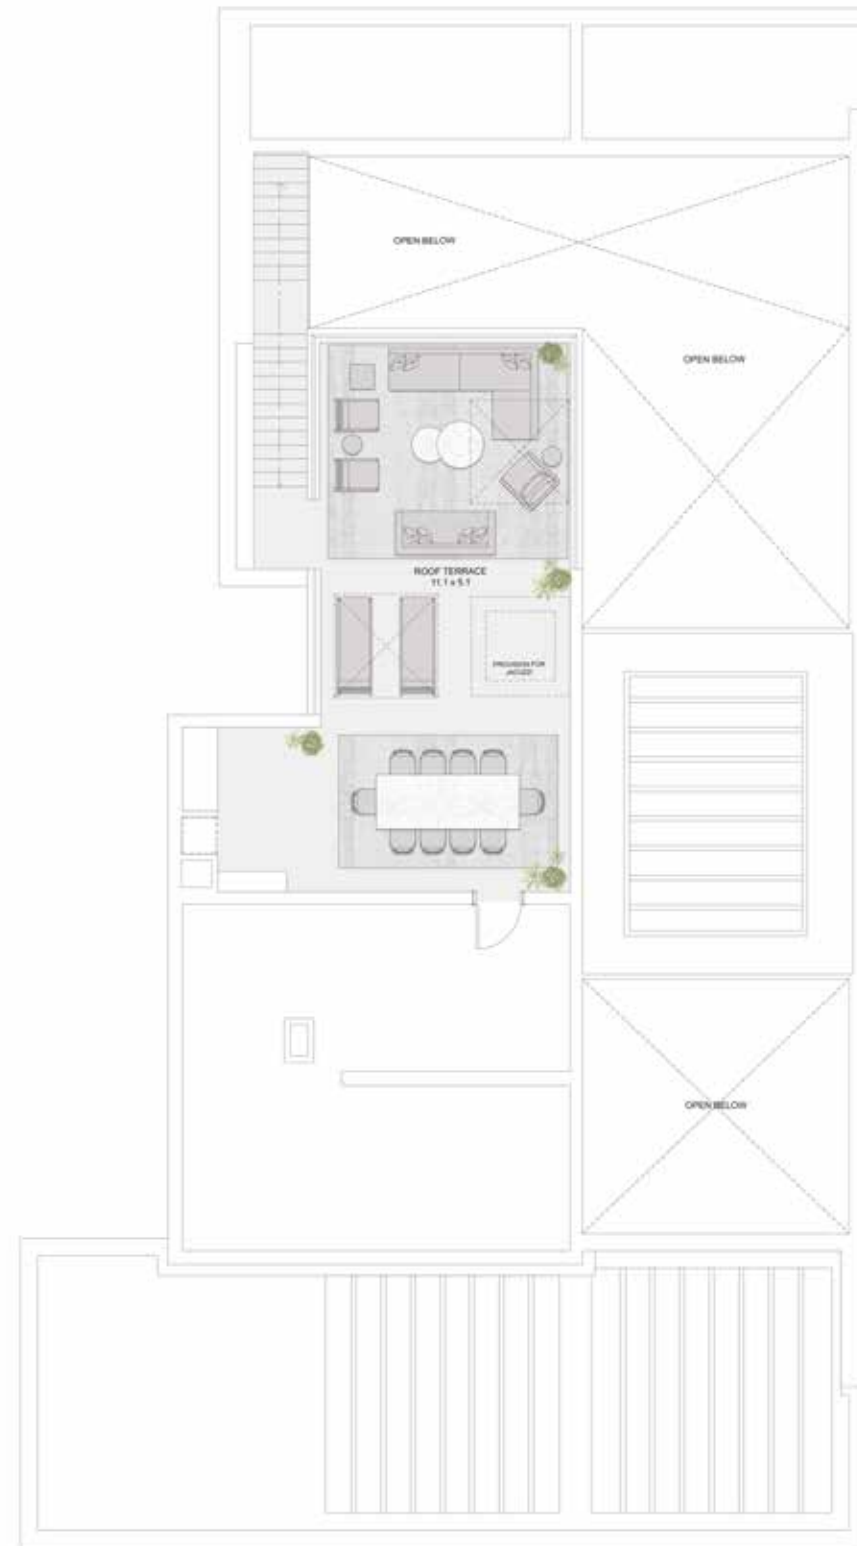 OPEN BELOW
OPEN BELOW
ROOF TERRACE
11.1 x 5.1
PROVISION FOR
JACUZZI
OPEN BELOW